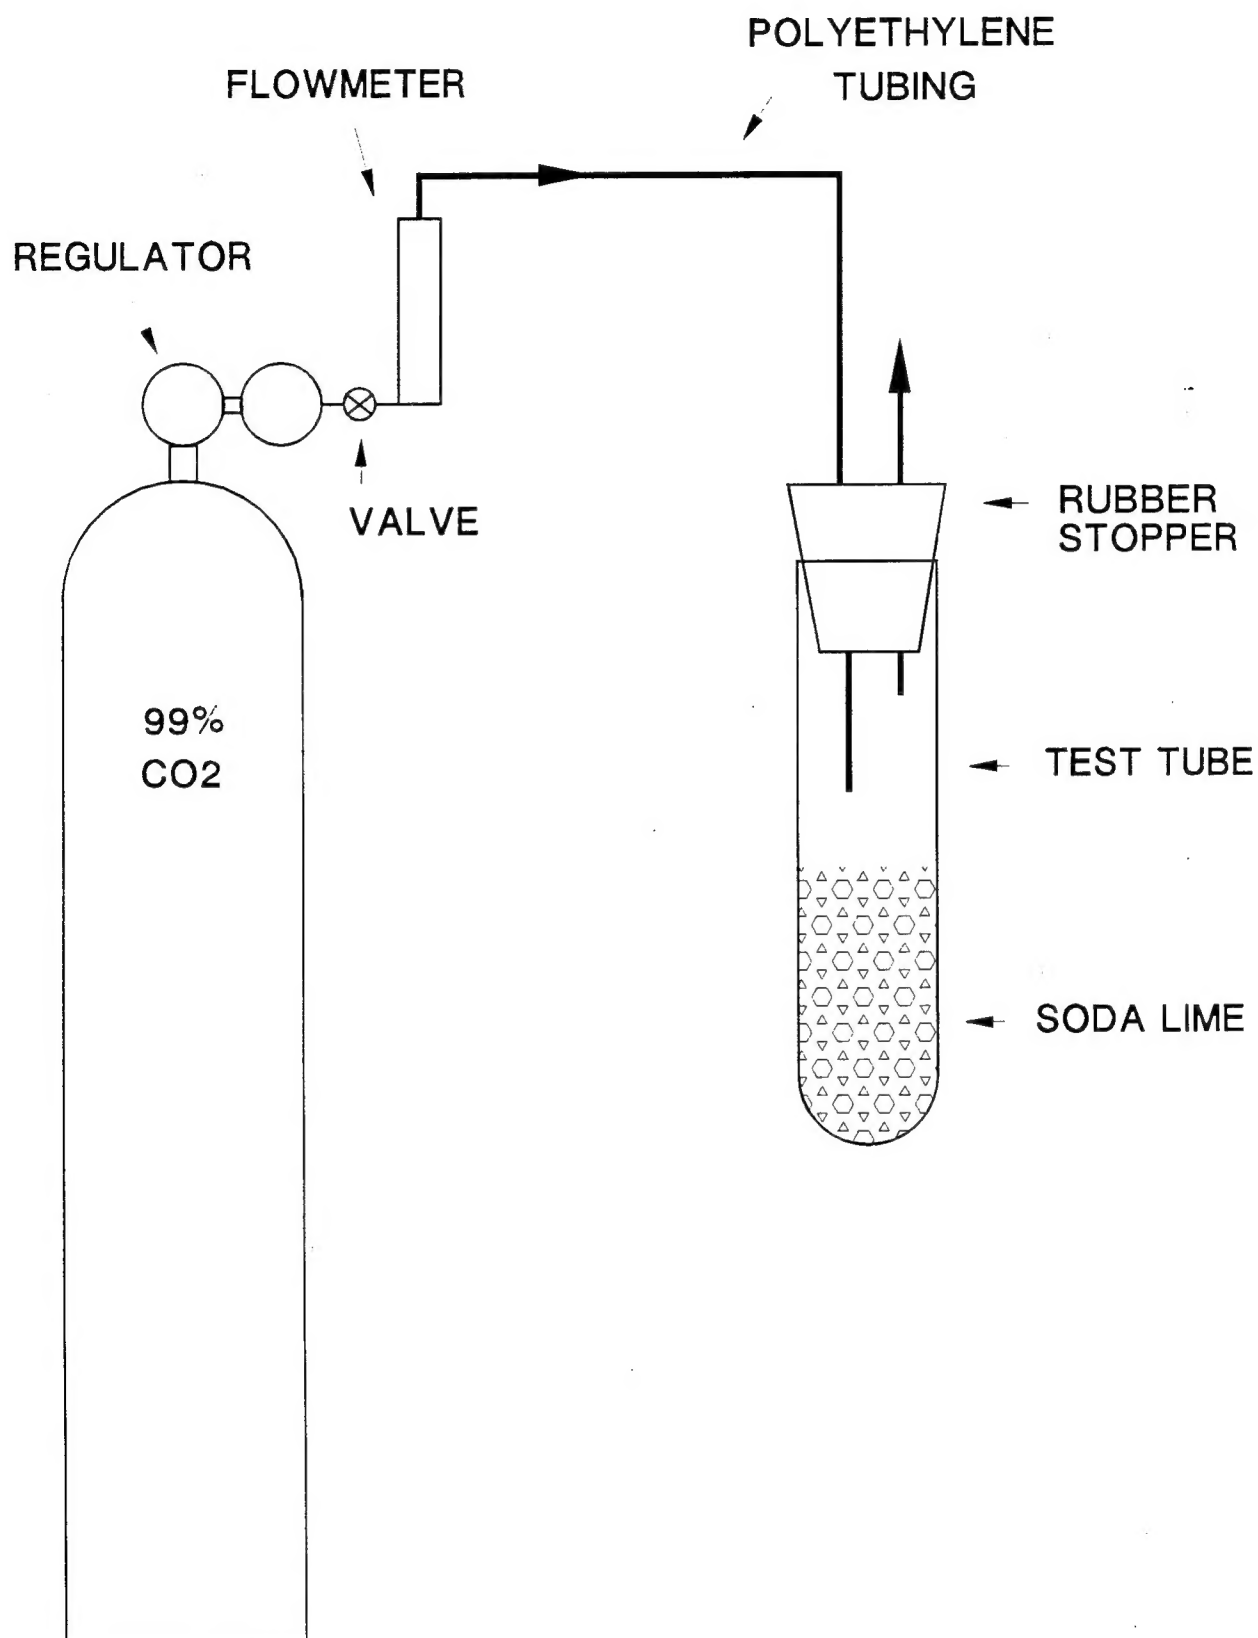 POLYETHYLENE
TUBING
FLOWMETER
REGULATOR
VALVE
RUBBER
STOPPER
99%
CO2
TEST TUBE
SODA LIME